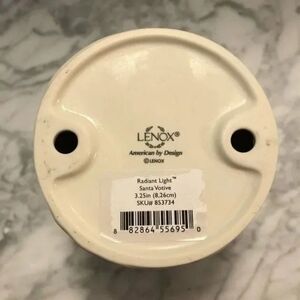 LENOX®
American by Design
©LENOX
Radiant Light™
Santa Votive
3.25in (8.26cm)
SKU# 853734
8 82864 55695 0